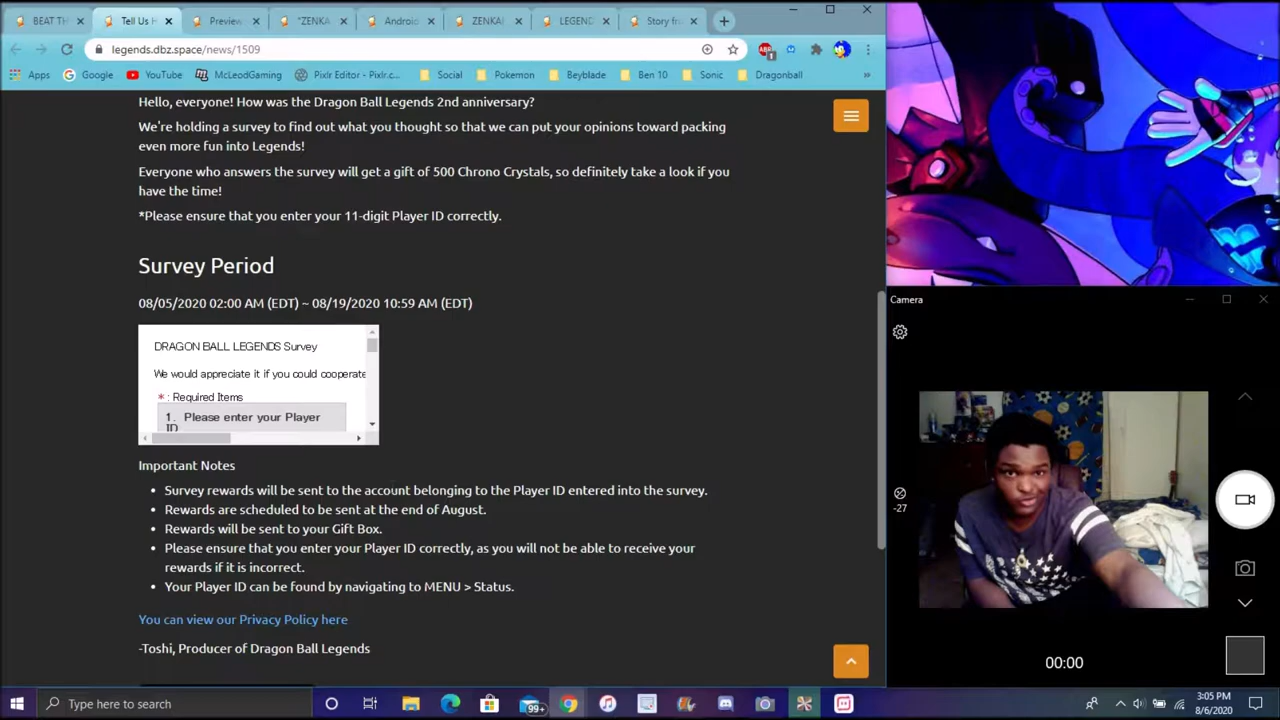 BEAT TH
Tell Us H
Preview
"ZENKA
Android
ZENKAI
LEGEND
Story fro
legends.dbz.space/news/1509
Apps
Google
YouTube
McLeodGaming
Pixlr Editor - Pixlr.c...
Social
Pokemon
Beyblade
Ben 10
Sonic
Dragonball
Hello, everyone! How was the Dragon Ball Legends 2nd anniversary?
We're holding a survey to find out what you thought so that we can put your opinions toward packing
even more fun into Legends!
Everyone who answers the survey will get a gift of 500 Chrono Crystals, so definitely take a look if you
have the time!
*Please ensure that you enter your 11-digit Player ID correctly.
Survey Period
08/05/2020 02:00 AM (EDT) ~ 08/19/2020 10:59 AM (EDT)
DRAGON BALL LEGENDS Survey
We would appreciate it if you could cooperate
* : Required Items
1. Please enter your Player
ID
Important Notes
• Survey rewards will be sent to the account belonging to the Player ID entered into the survey.
• Rewards are scheduled to be sent at the end of August.
• Rewards will be sent to your Gift Box.
• Please ensure that you enter your Player ID correctly, as you will not be able to receive your
rewards if it is incorrect.
• Your Player ID can be found by navigating to MENU > Status.
You can view our Privacy Policy here
-Toshi, Producer of Dragon Ball Legends
Camera
-27
00:00
Type here to search
99+
3:05 PM
8/6/2020